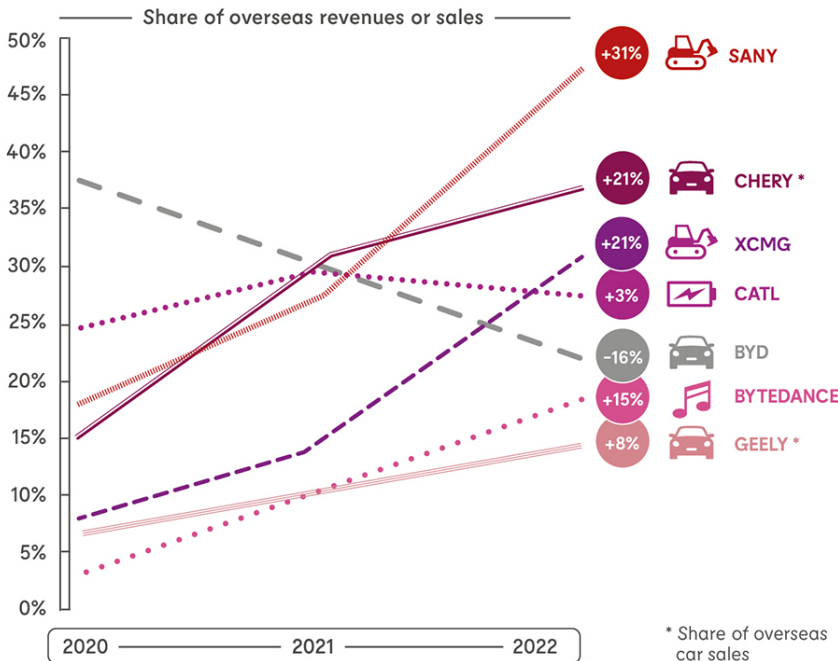 Share of overseas revenues or sales
50%
45%
40%
35%
30%
25%
20%
15%
10%
5%
0%
+31% SANY
+21% CHERY *
+21% XCMG
+3% CATL
–16% BYD
+15% BYTEDANCE
+8% GEELY *
2020 2021 2022
* Share of overseas
car sales